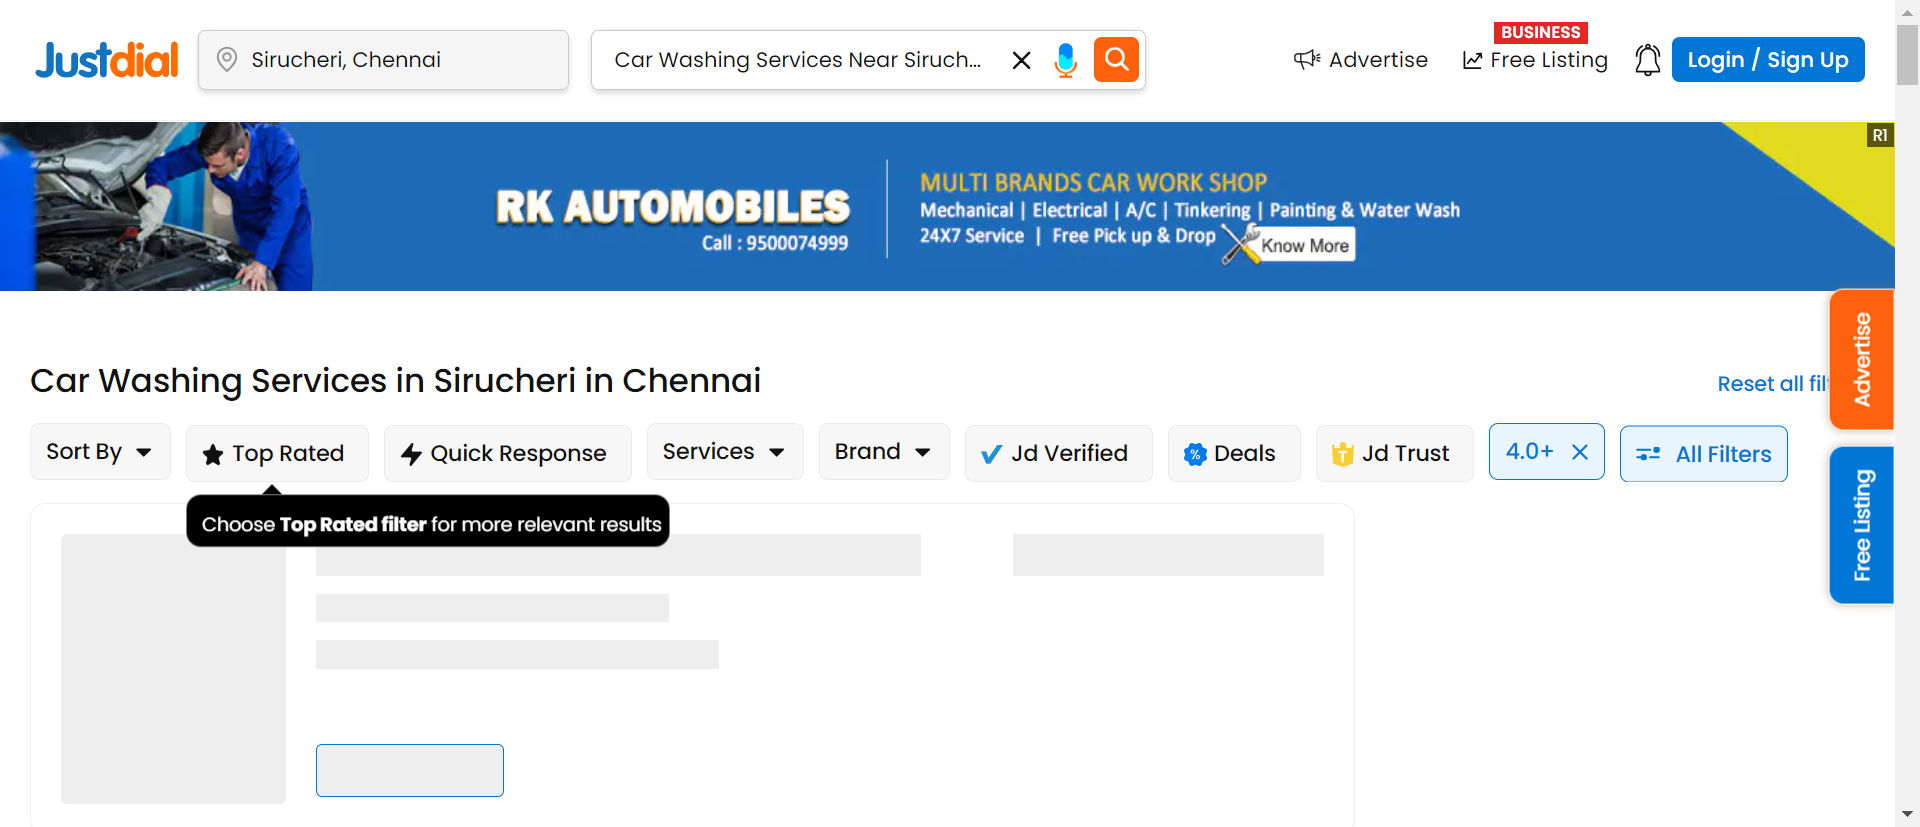 Justdial
Sirucheri, Chennai
Car Washing Services Near Siruch...
Advertise
BUSINESS
Free Listing
Login / Sign Up
R1
RK AUTOMOBILES
Call : 9500074999
MULTI BRANDS CAR WORK SHOP
Mechanical | Electrical | A/C | Tinkering | Painting & Water Wash
24X7 Service | Free Pick up & Drop
Know More
Advertise
Free Listing
Car Washing Services in Sirucheri in Chennai
Reset all fil
Sort By
Top Rated
Quick Response
Services
Brand
Jd Verified
% Deals
T Jd Trust
4.0+
All Filters
Choose Top Rated filter for more relevant results